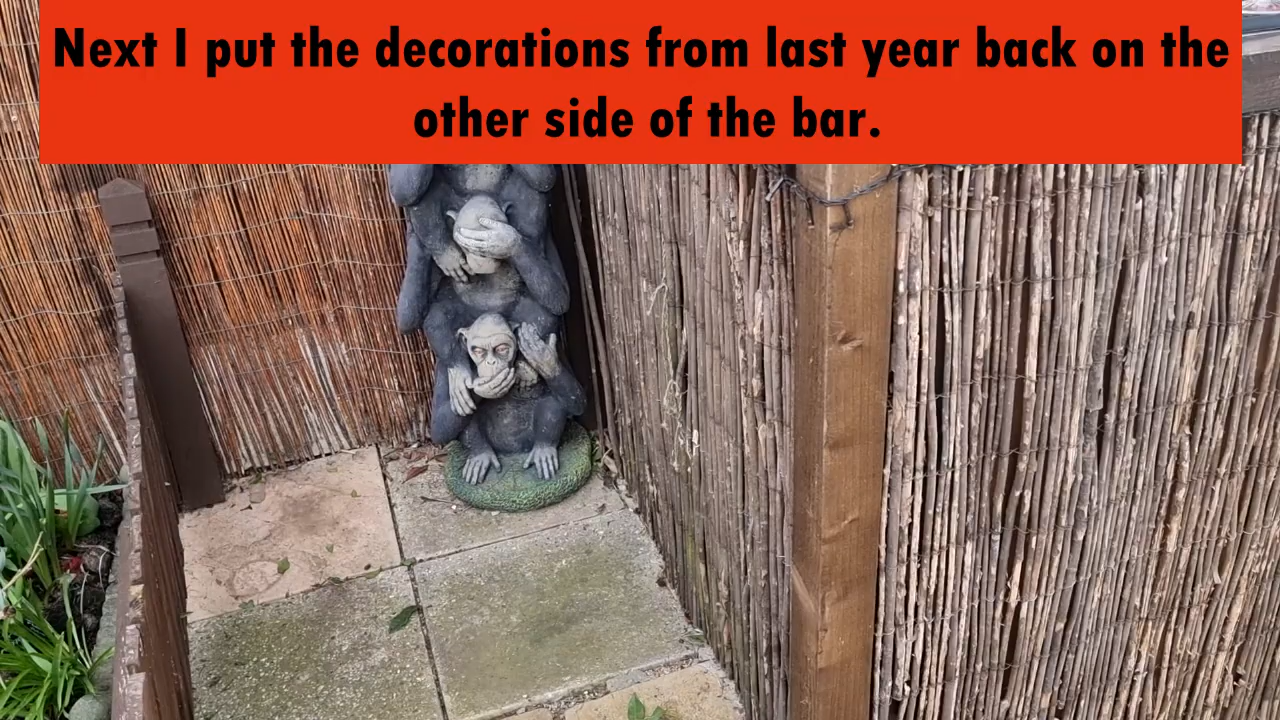 Next I put the decorations from last year back on the
other side of the bar.